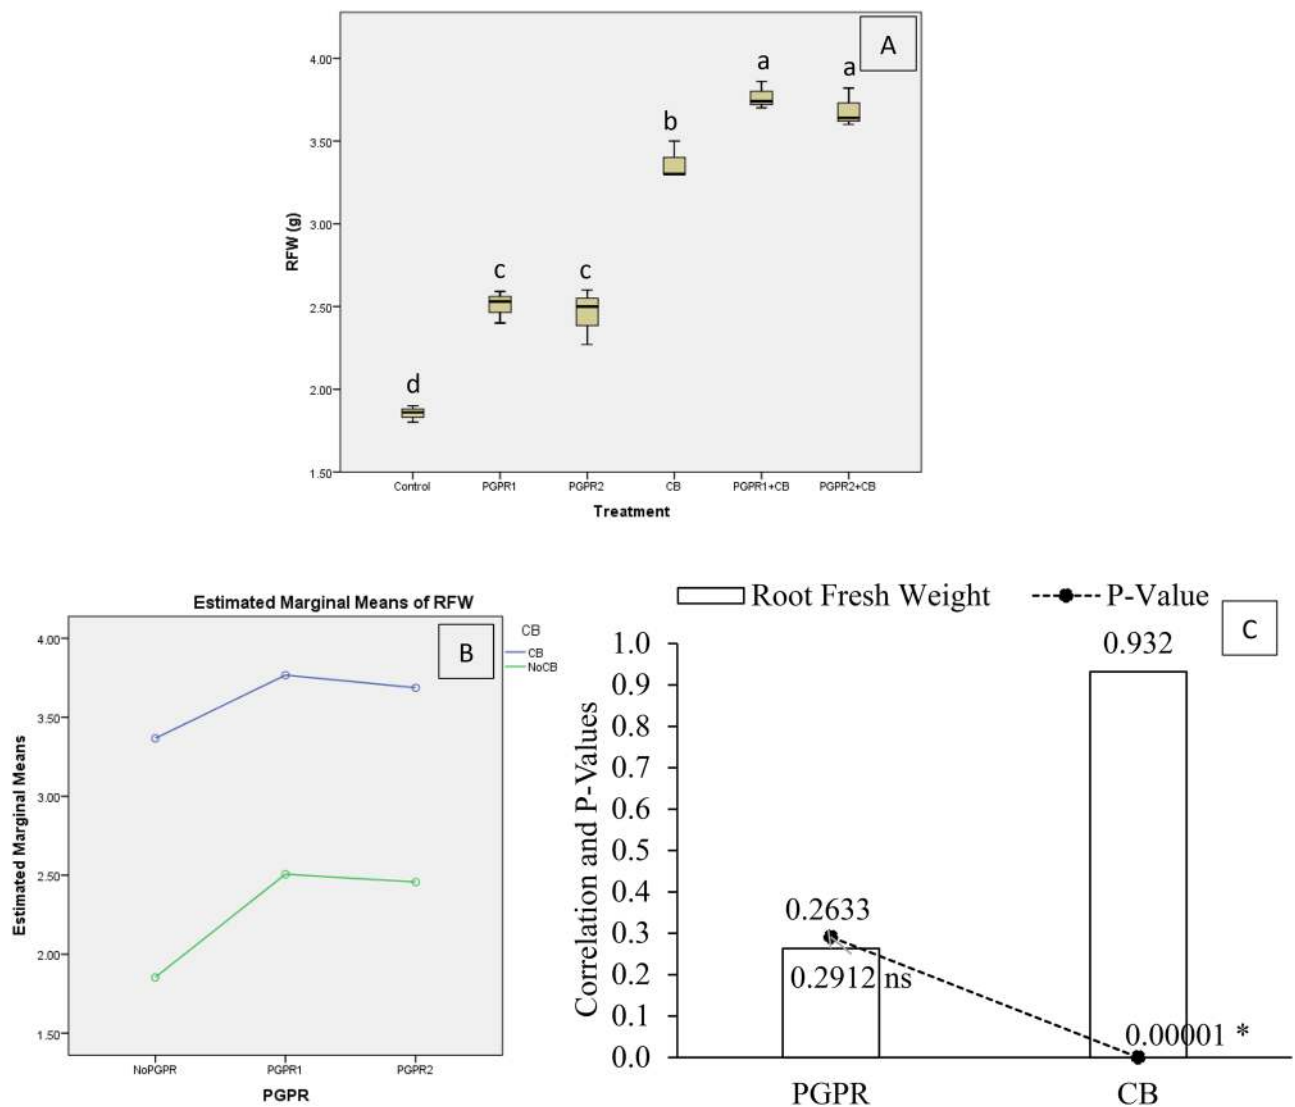 A
4.00
3.50
3.00
2.50
2.00
1.50
RFW (g)
d
c
c
b
a
a
Control
PGPR1
PGPR2
CB
PGPR1+CB
PGPR2+CB
Treatment
Estimated Marginal Means of RFW
B
CB
CB
NoCB
4.00
3.50
3.00
2.50
2.00
1.50
Estimated Marginal Means
NoPGPR
PGPR1
PGPR2
PGPR
Root Fresh Weight
P-Value
C
1.0
0.9
0.8
0.7
0.6
0.5
0.4
0.3
0.2
0.1
0.0
Correlation and P-Values
0.932
0.2633
0.2912 ns
0.00001 *
PGPR
CB